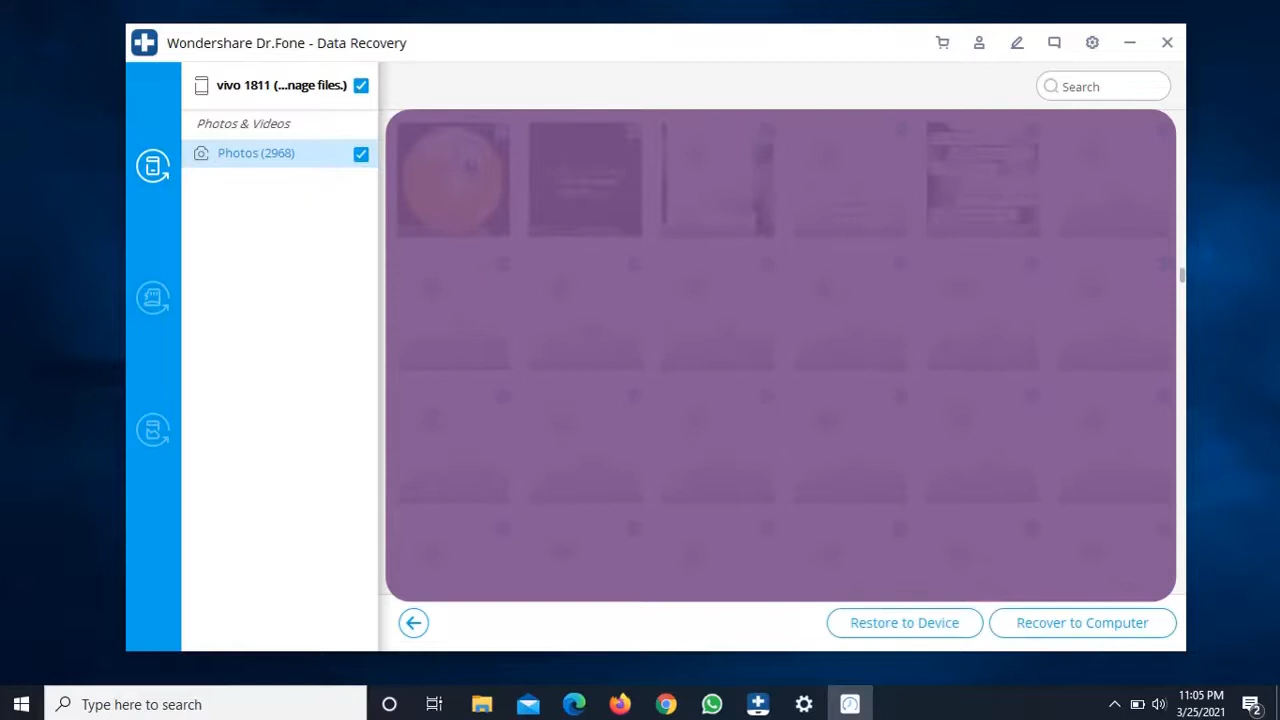 Wondershare Dr.Fone - Data Recovery
vivo 1811 (...nage files.)
Search
Photos & Videos
Photos (2968)
Restore to Device
Recover to Computer
Type here to search
11:05 PM
3/25/2021
2